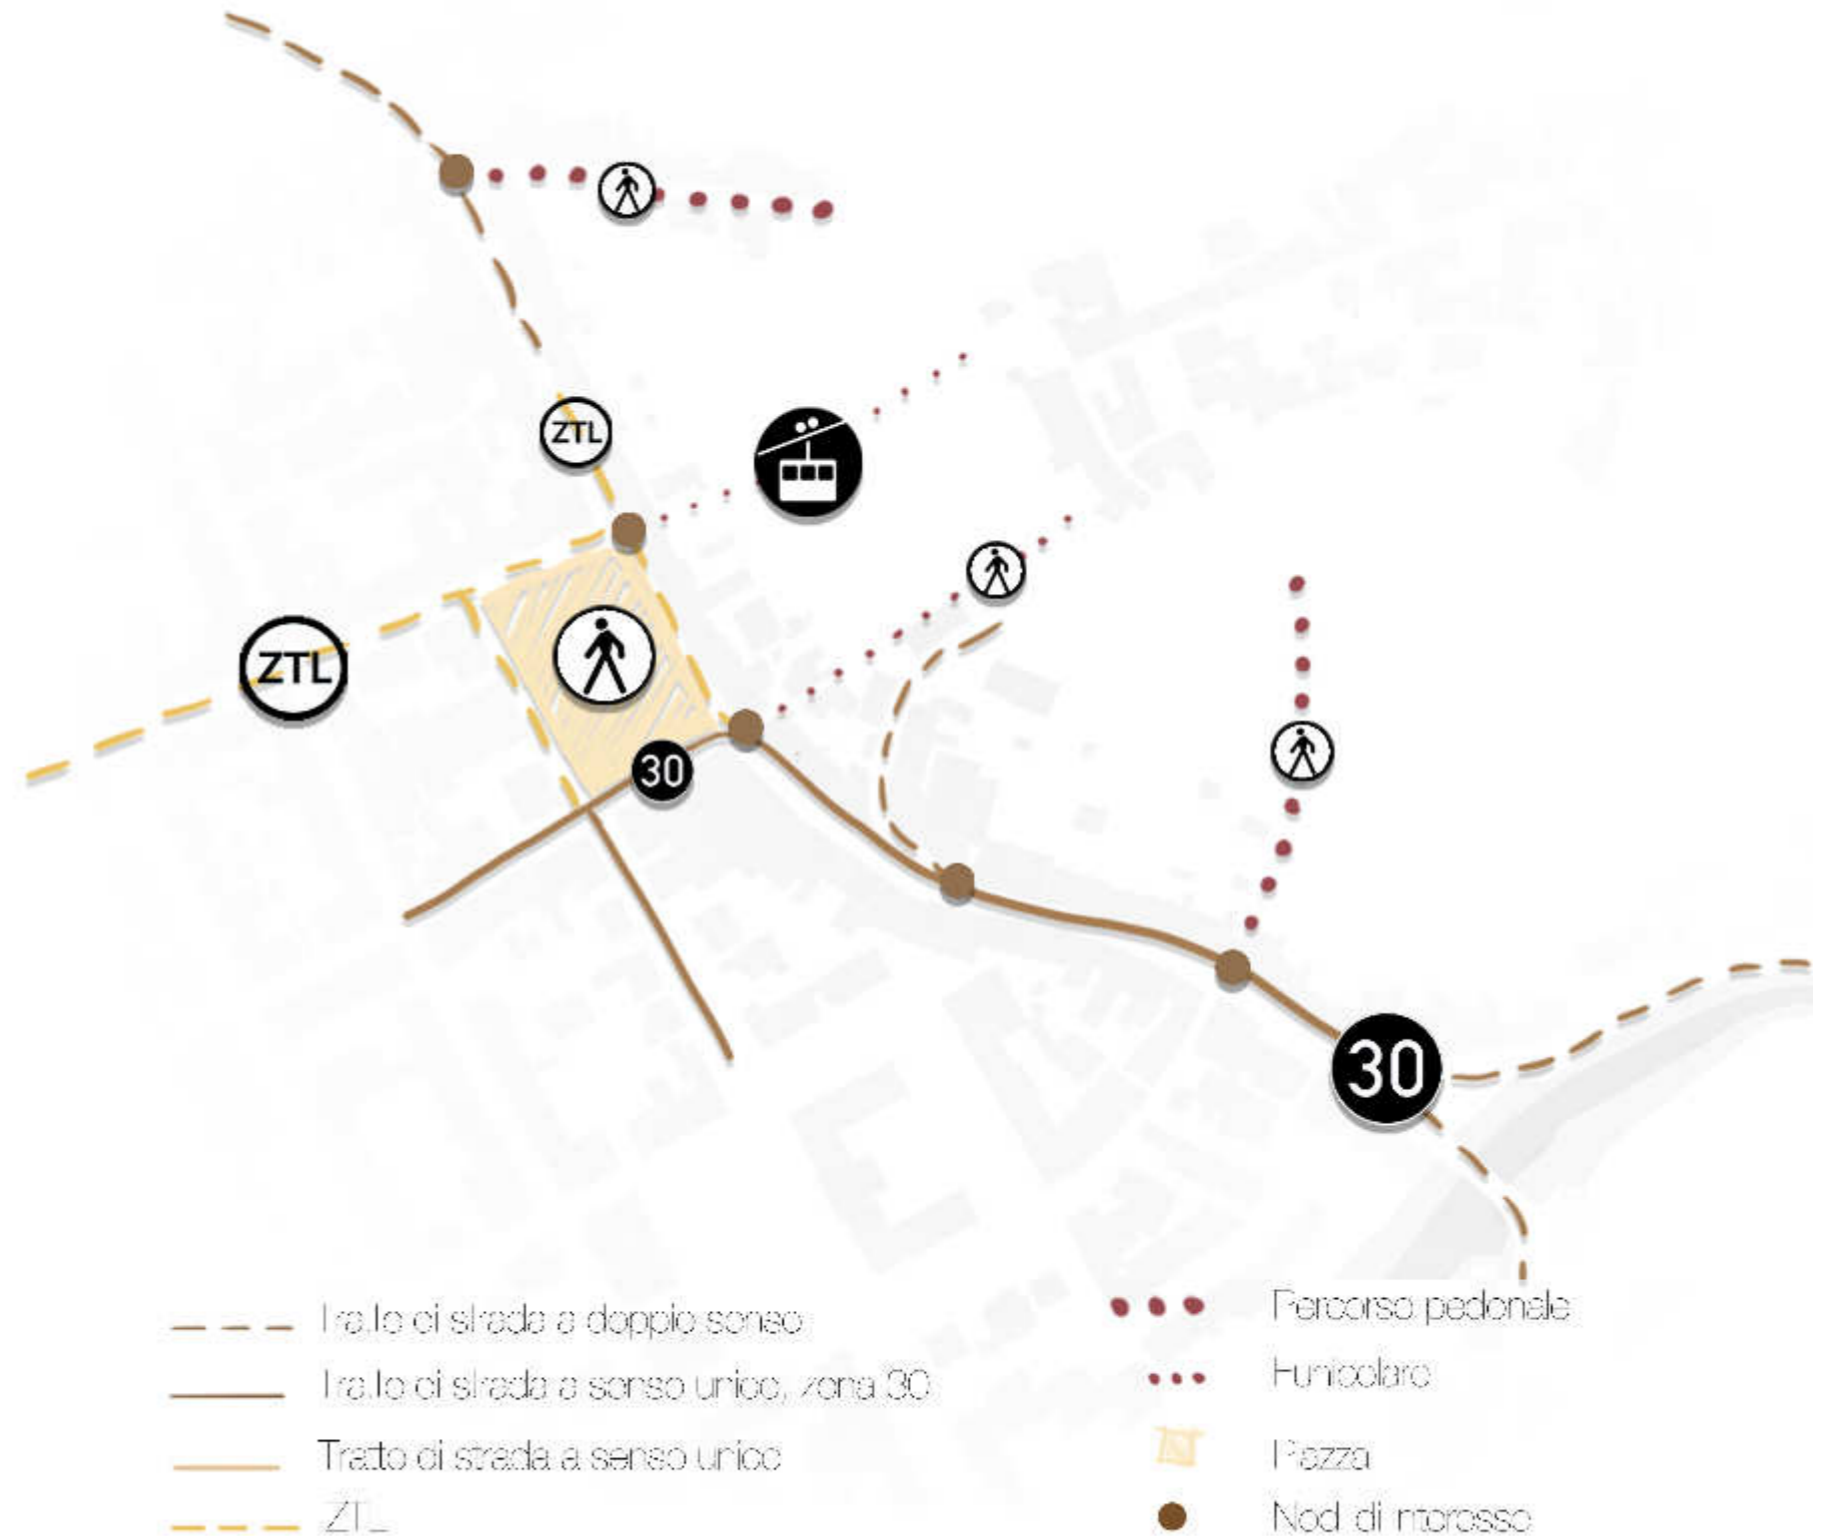 ZTL
ZTL
30
30
Tratto di strada a doppio senso
Tratto di strada a senso unico, zona 30
Tratto di strada a senso unico
ZTL
Percorso pedonale
Funicolare
Piazza
Nodi di interesse